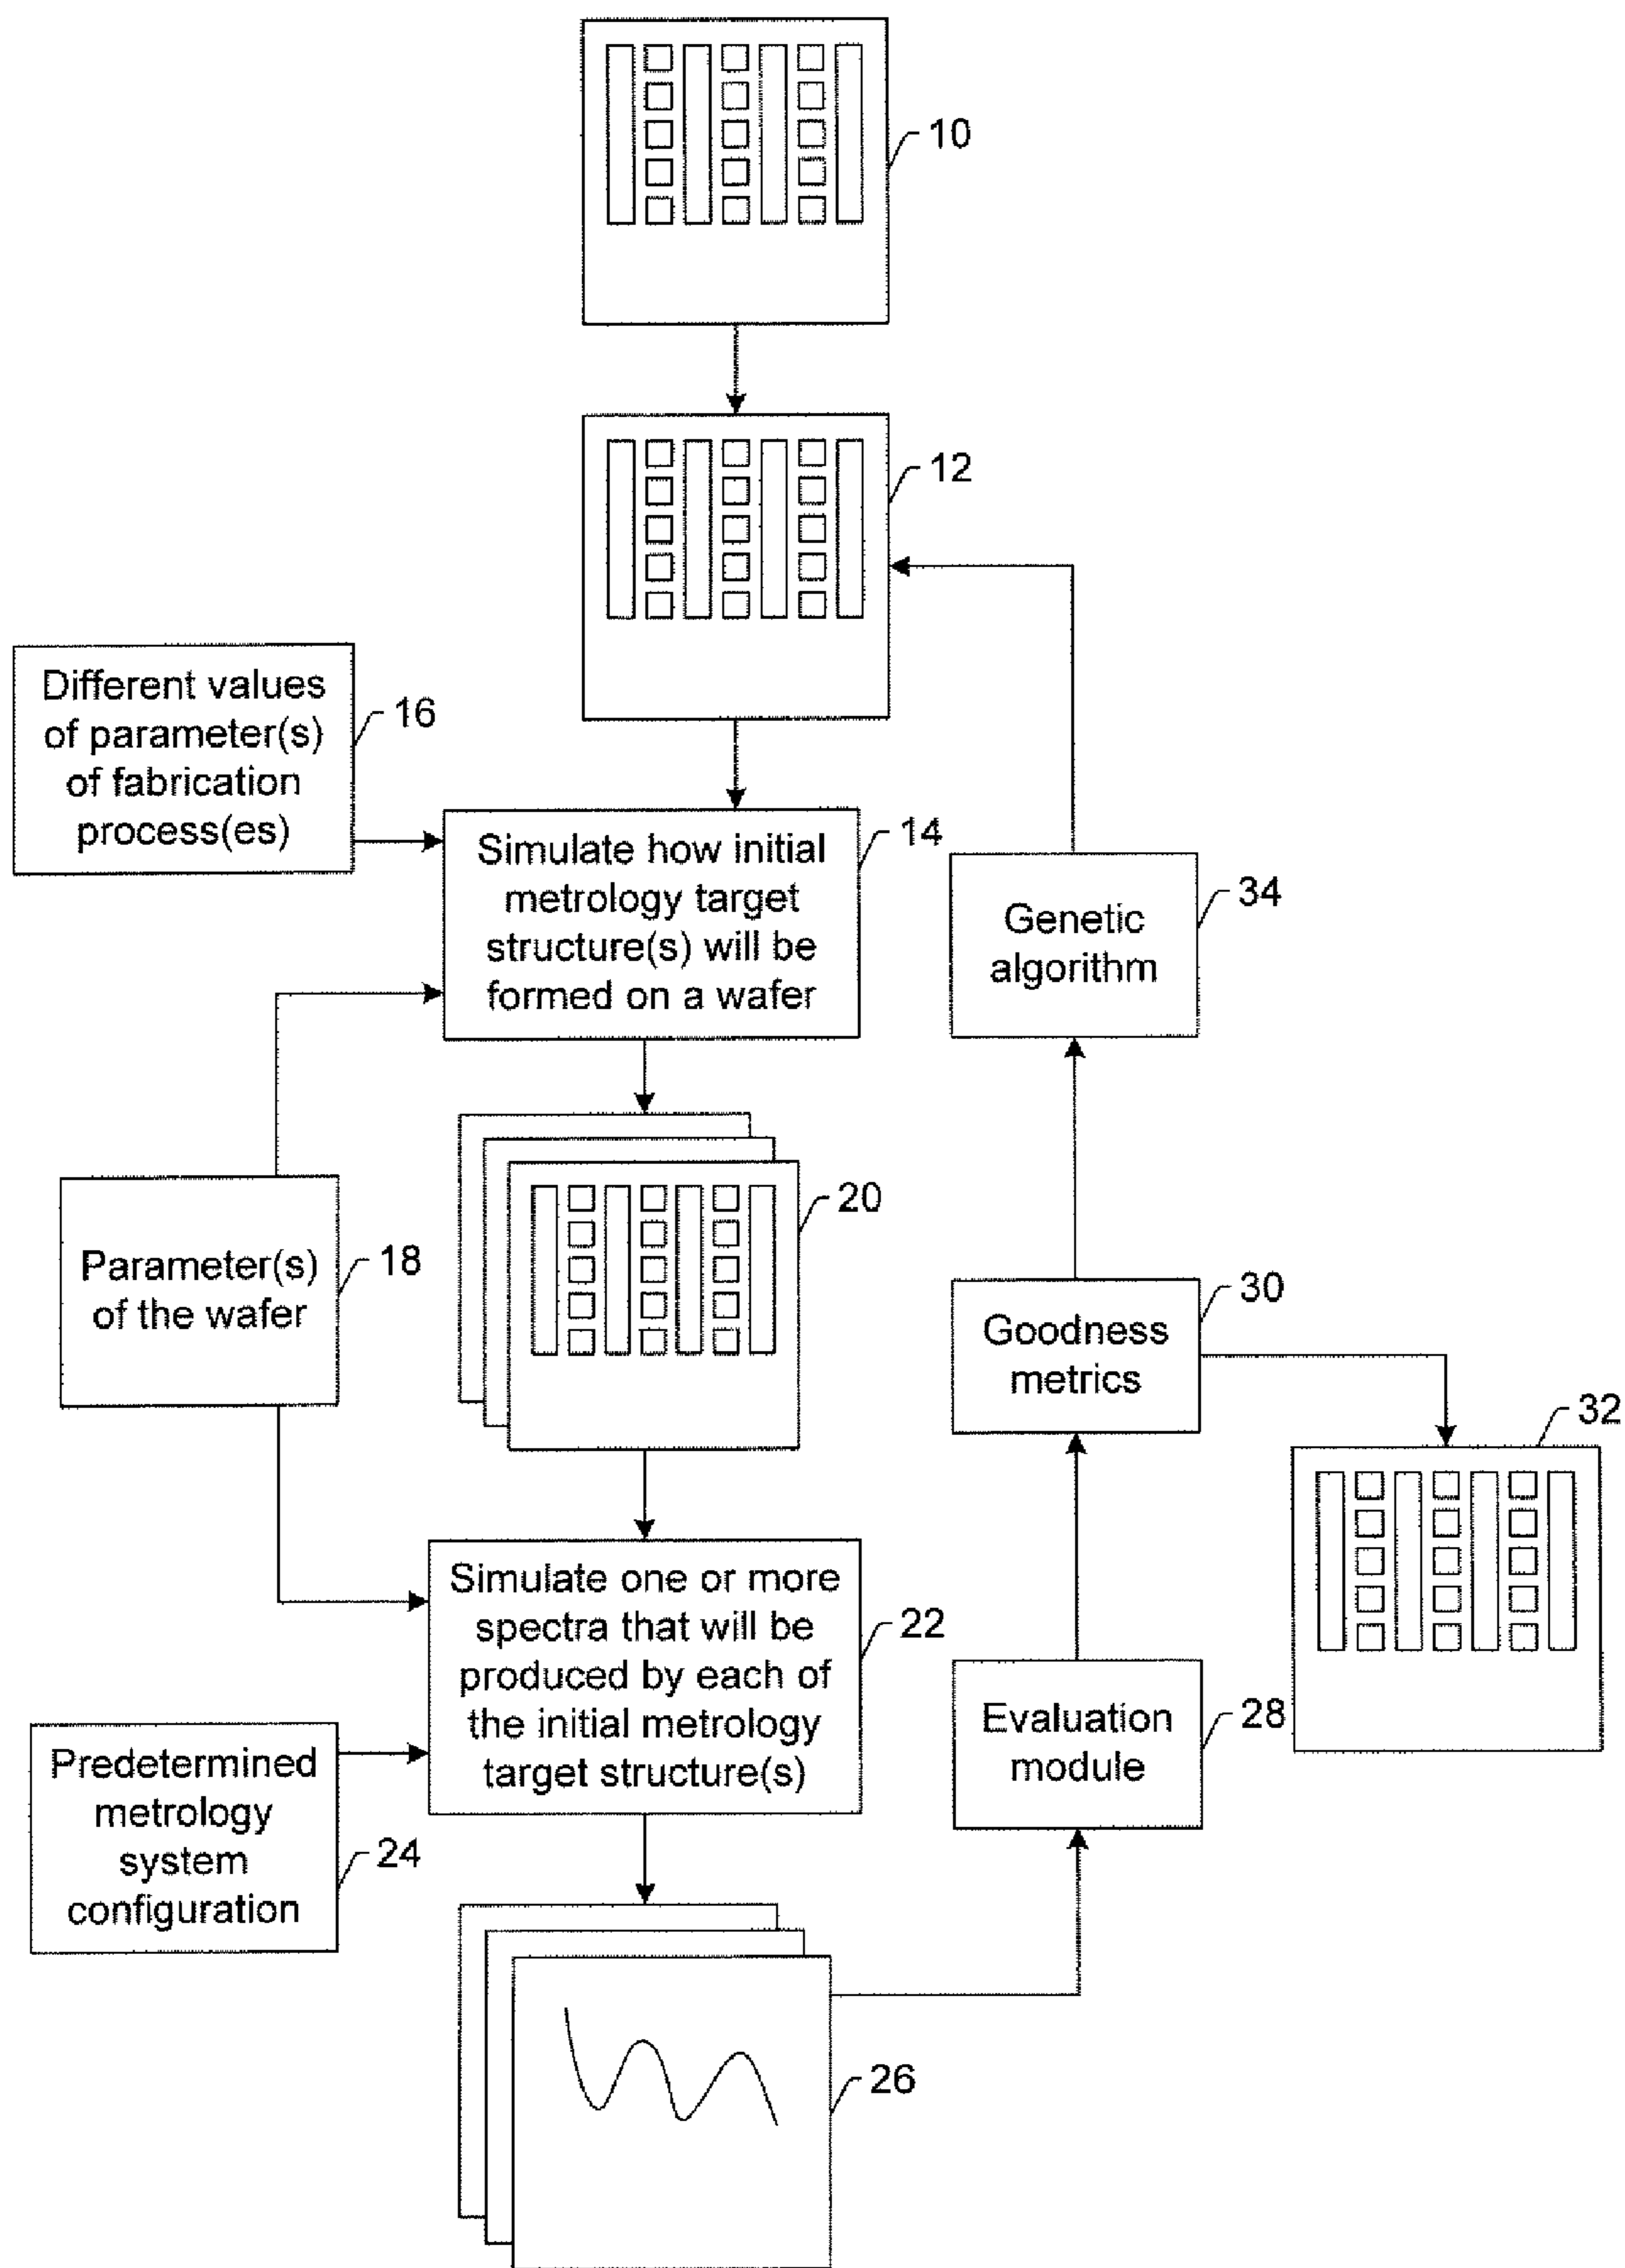 10
12
Different values
of parameter(s)
of fabrication
process(es)
16
Simulate how initial
metrology target
structure(s) will be
formed on a wafer
14
Genetic
algorithm
34
20
Parameter(s)
of the wafer
18
Goodness
metrics
30
32
Simulate one or more
spectra that will be
produced by each of
the initial metrology
target structure(s)
22
Evaluation
module
28
Predetermined
metrology
system
configuration
24
26